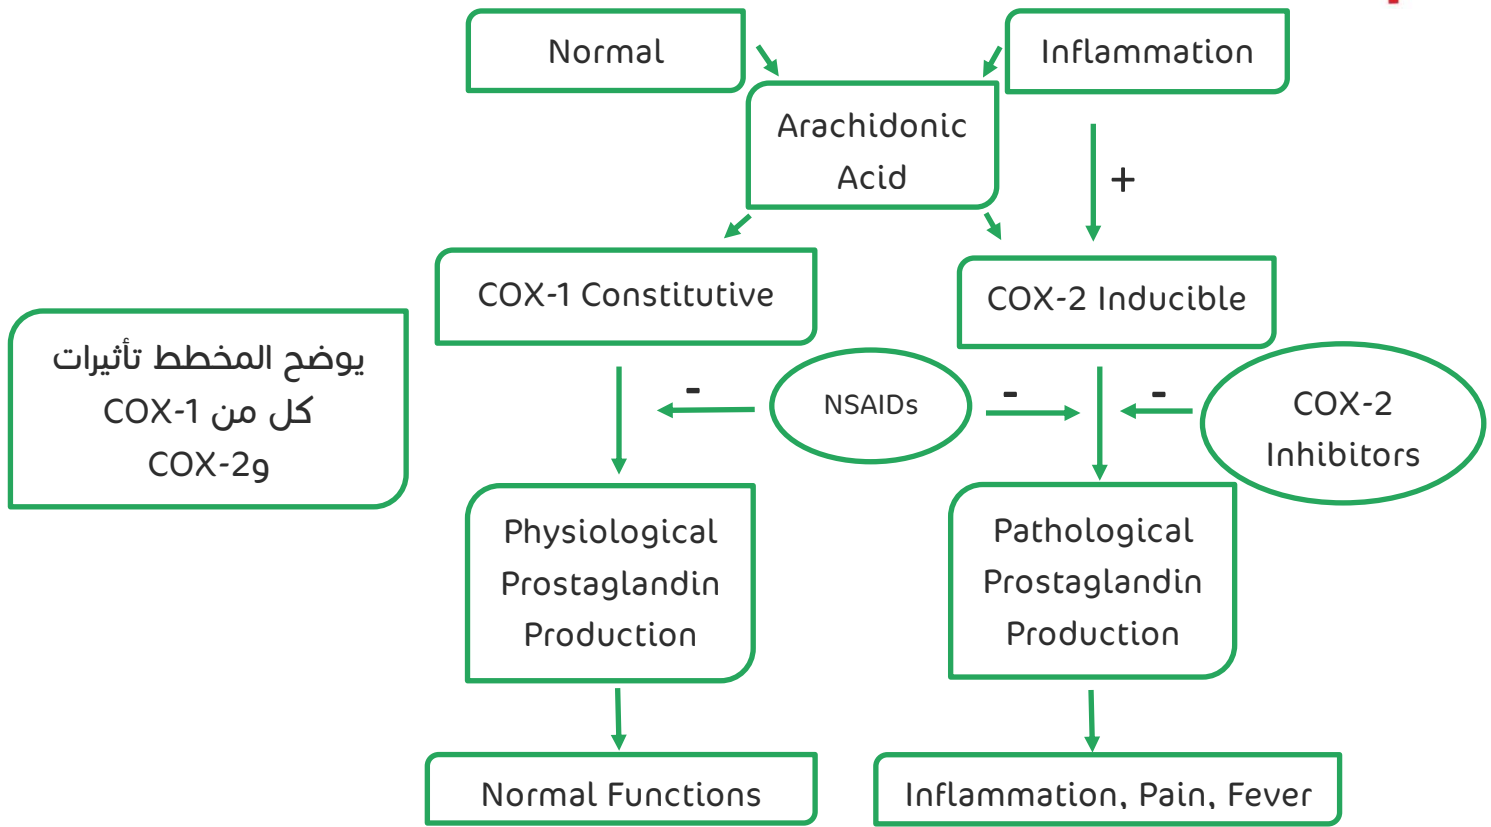 Normal
Inflammation
Arachidonic
Acid
+
COX-1 Constitutive
COX-2 Inducible
يوضح المخطط تأثيرات
كل من COX-1
وCOX-2
-
NSAIDs
-
-
COX-2
Inhibitors
Physiological
Prostaglandin
Production
Pathological
Prostaglandin
Production
Normal Functions
Inflammation, Pain, Fever